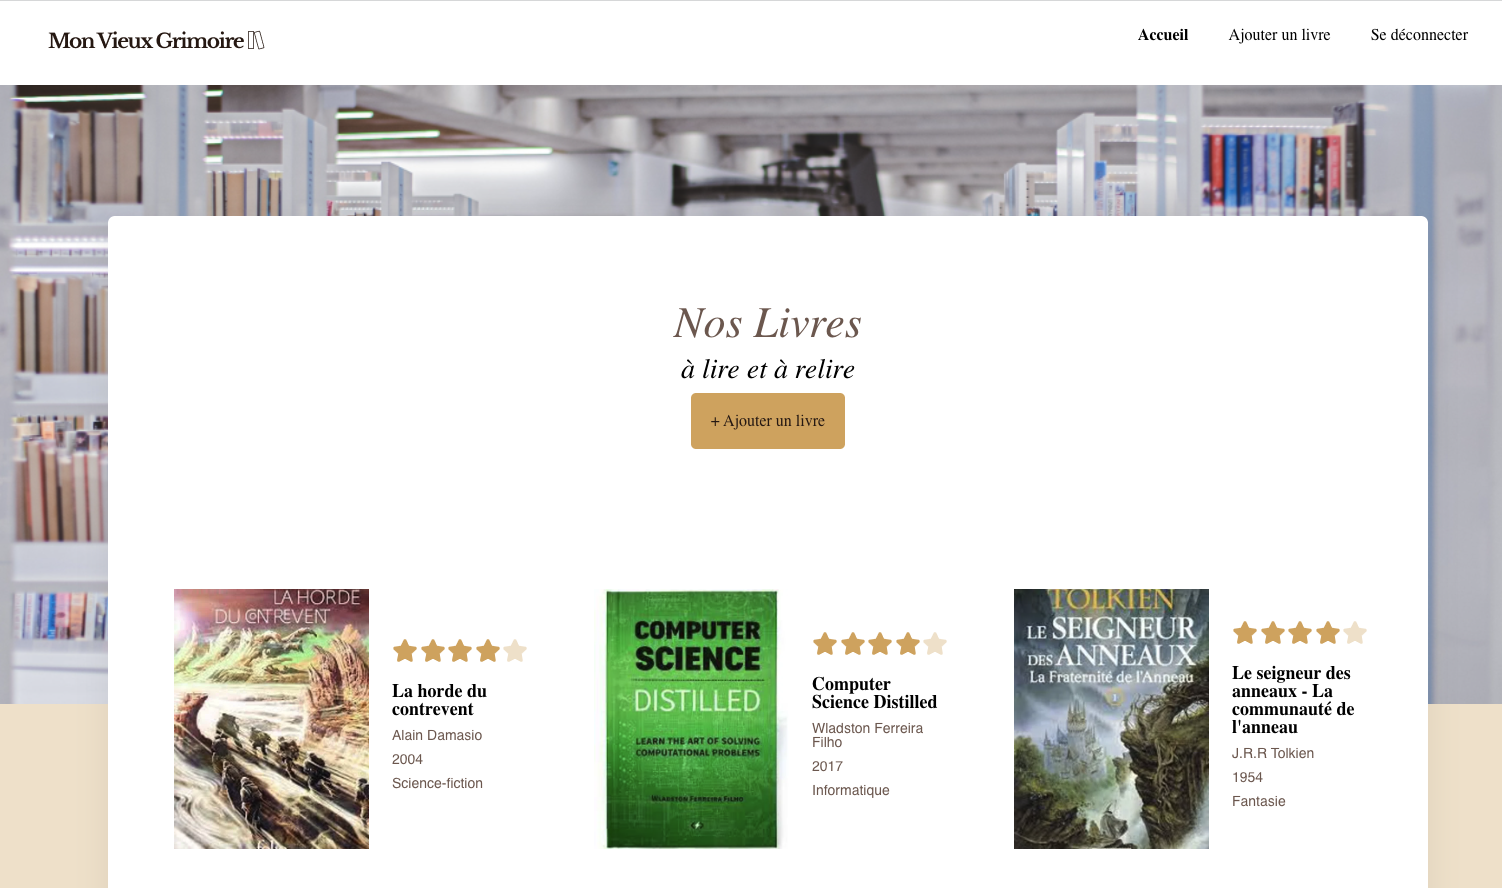 Mon Vieux Grimoire
Accueil
Ajouter un livre
Se déconnecter
Nos Livres
à lire et à relire
+ Ajouter un livre
LA HORDE
DU CONTREVENT
La horde du
contrevent
Alain Damasio
2004
Science-fiction
COMPUTER
SCIENCE
DISTILLED
LEARN THE ART OF SOLVING
COMPUTATIONAL PROBLEMS
WLADSTON FERREIRA FILHO
Computer
Science Distilled
Wladston Ferreira
Filho
2017
Informatique
TOLKIEN
LE SEIGNEUR
DES ANNEAUX
La Fraternité de l'Anneau
1
Le seigneur des
anneaux - La
communauté de
l'anneau
J.R.R Tolkien
1954
Fantasie